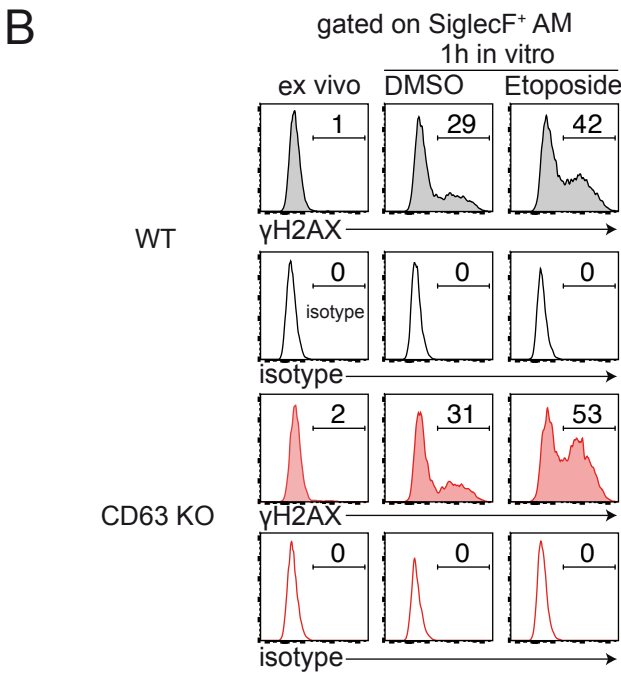 B
gated on SiglecF⁺ AM
1h in vitro
ex vivo DMSO Etoposide
1 29 42
WT
γH2AX
0 0 0
isotype
isotype
2 31 53
CD63 KO
γH2AX
0 0 0
isotype